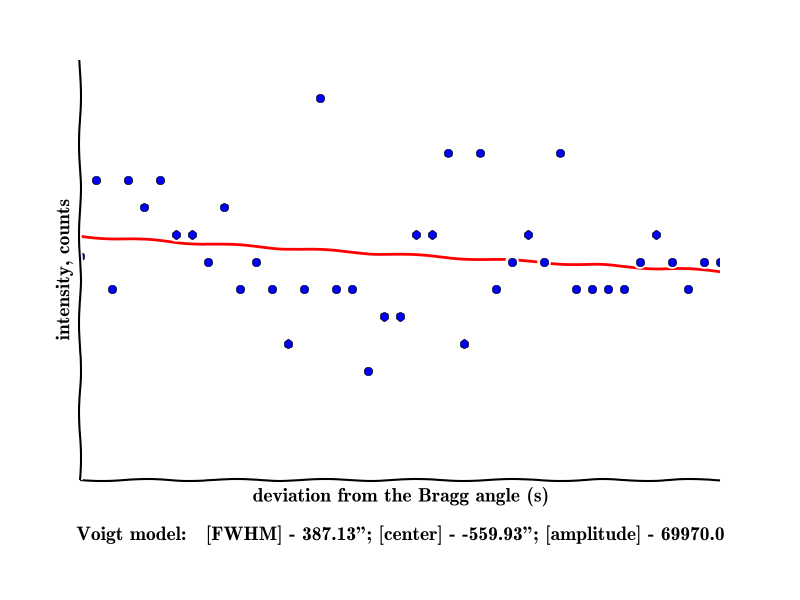 intensity, counts
deviation from the Bragg angle (s)
Voigt model: [FWHM] - 387.13”; [center] - -559.93”; [amplitude] - 69970.0